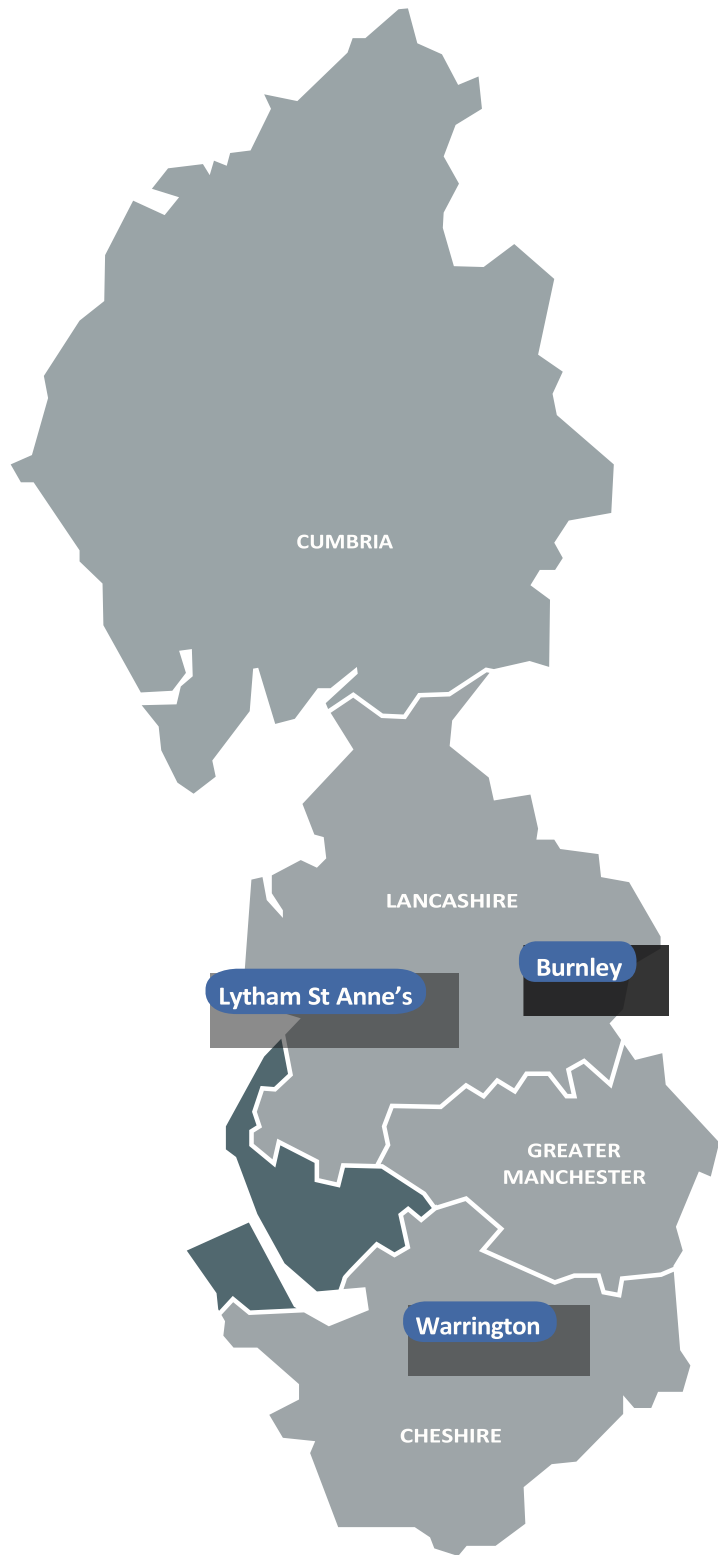 CUMBRIA
LANCASHIRE
Burnley
Lytham St Anne’s
GREATER
MANCHESTER
Warrington
CHESHIRE